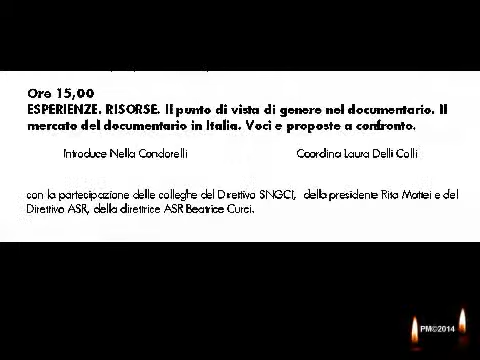 Ore 15,00
ESPERIENZE. RISORSE. Il punto di vista di genere nel documentario. Il
mercato del documentario in Italia. Voci e proposte a confronto.
Introduce Nella Condorelli Coordina Laura Delli Colli
con la partecipazione delle colleghe del Direttivo SNGCI, della presidente Rita Mattei e del
Direttivo ASR, della direttrice ASR Beatrice Curci.
PM©2014